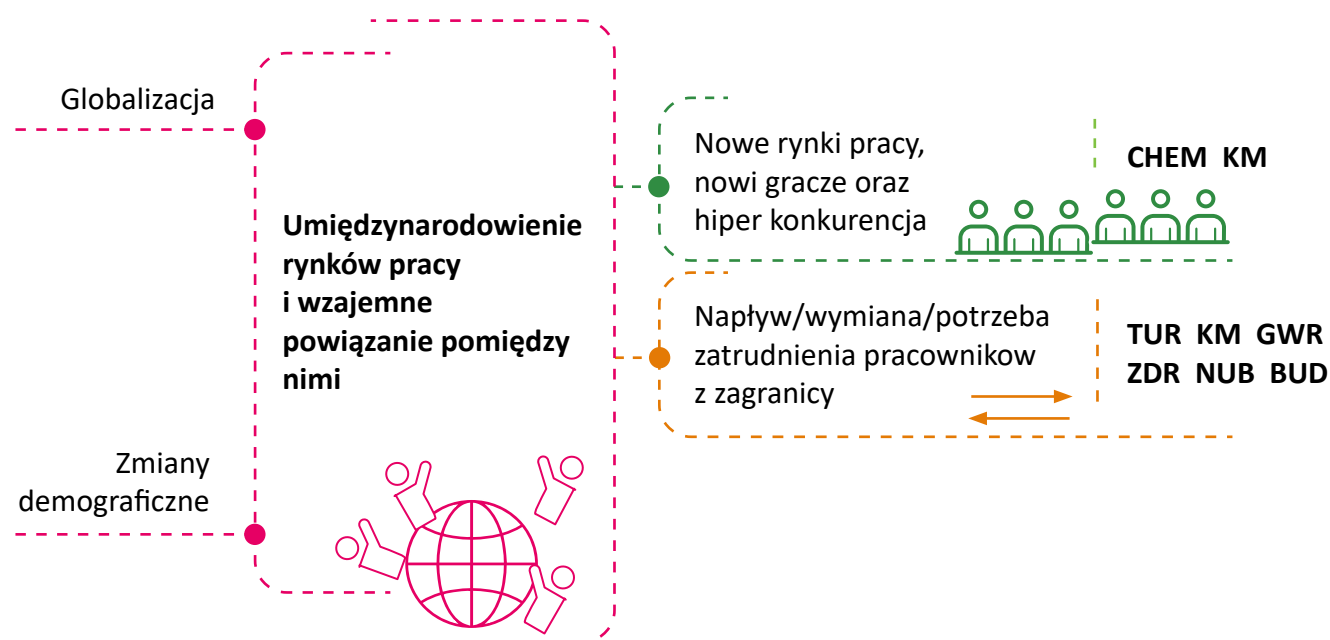 Globalizacja
Zmiany
demograficzne
Umiędzynarodowienie
rynków pracy
i wzajemne
powiązanie pomiędzy
nimi
Nowe rynki pracy,
nowi gracze oraz
hiper konkurencja
CHEM KM
Napływ/wymiana/potrzeba
zatrudnienia pracownikow
z zagranicy
TUR KM GWR
ZDR NUB BUD